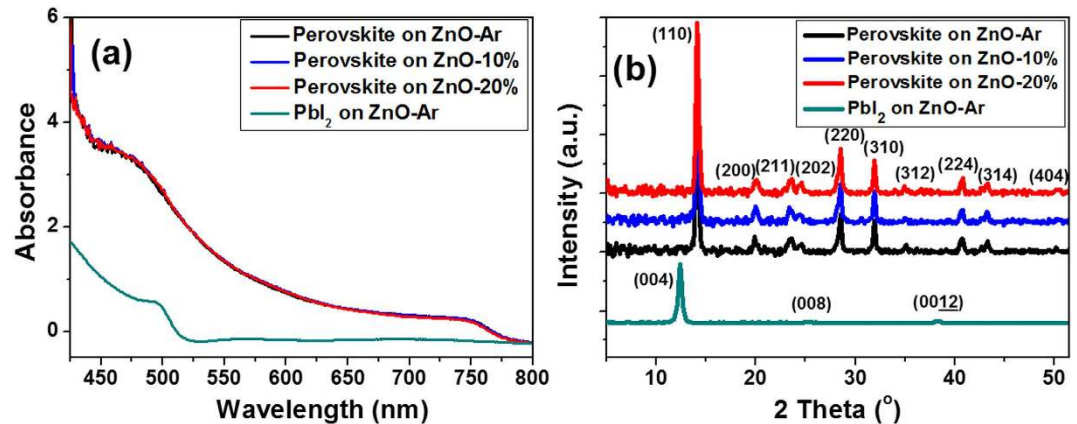 (a)
Perovskite on ZnO-Ar
Perovskite on ZnO-10%
Perovskite on ZnO-20%
PbI2 on ZnO-Ar
6
4
2
0
Absorbance
450 500 550 600 650 700 750 800
Wavelength (nm)
(b)
Perovskite on ZnO-Ar
Perovskite on ZnO-10%
Perovskite on ZnO-20%
PbI2 on ZnO-Ar
(110)
(200)
(211)
(202)
(220)
(310)
(312)
(224)
(314)
(404)
(004)
(008)
(0012)
Intensity (a.u.)
10 20 30 40 50
2 Theta (°)